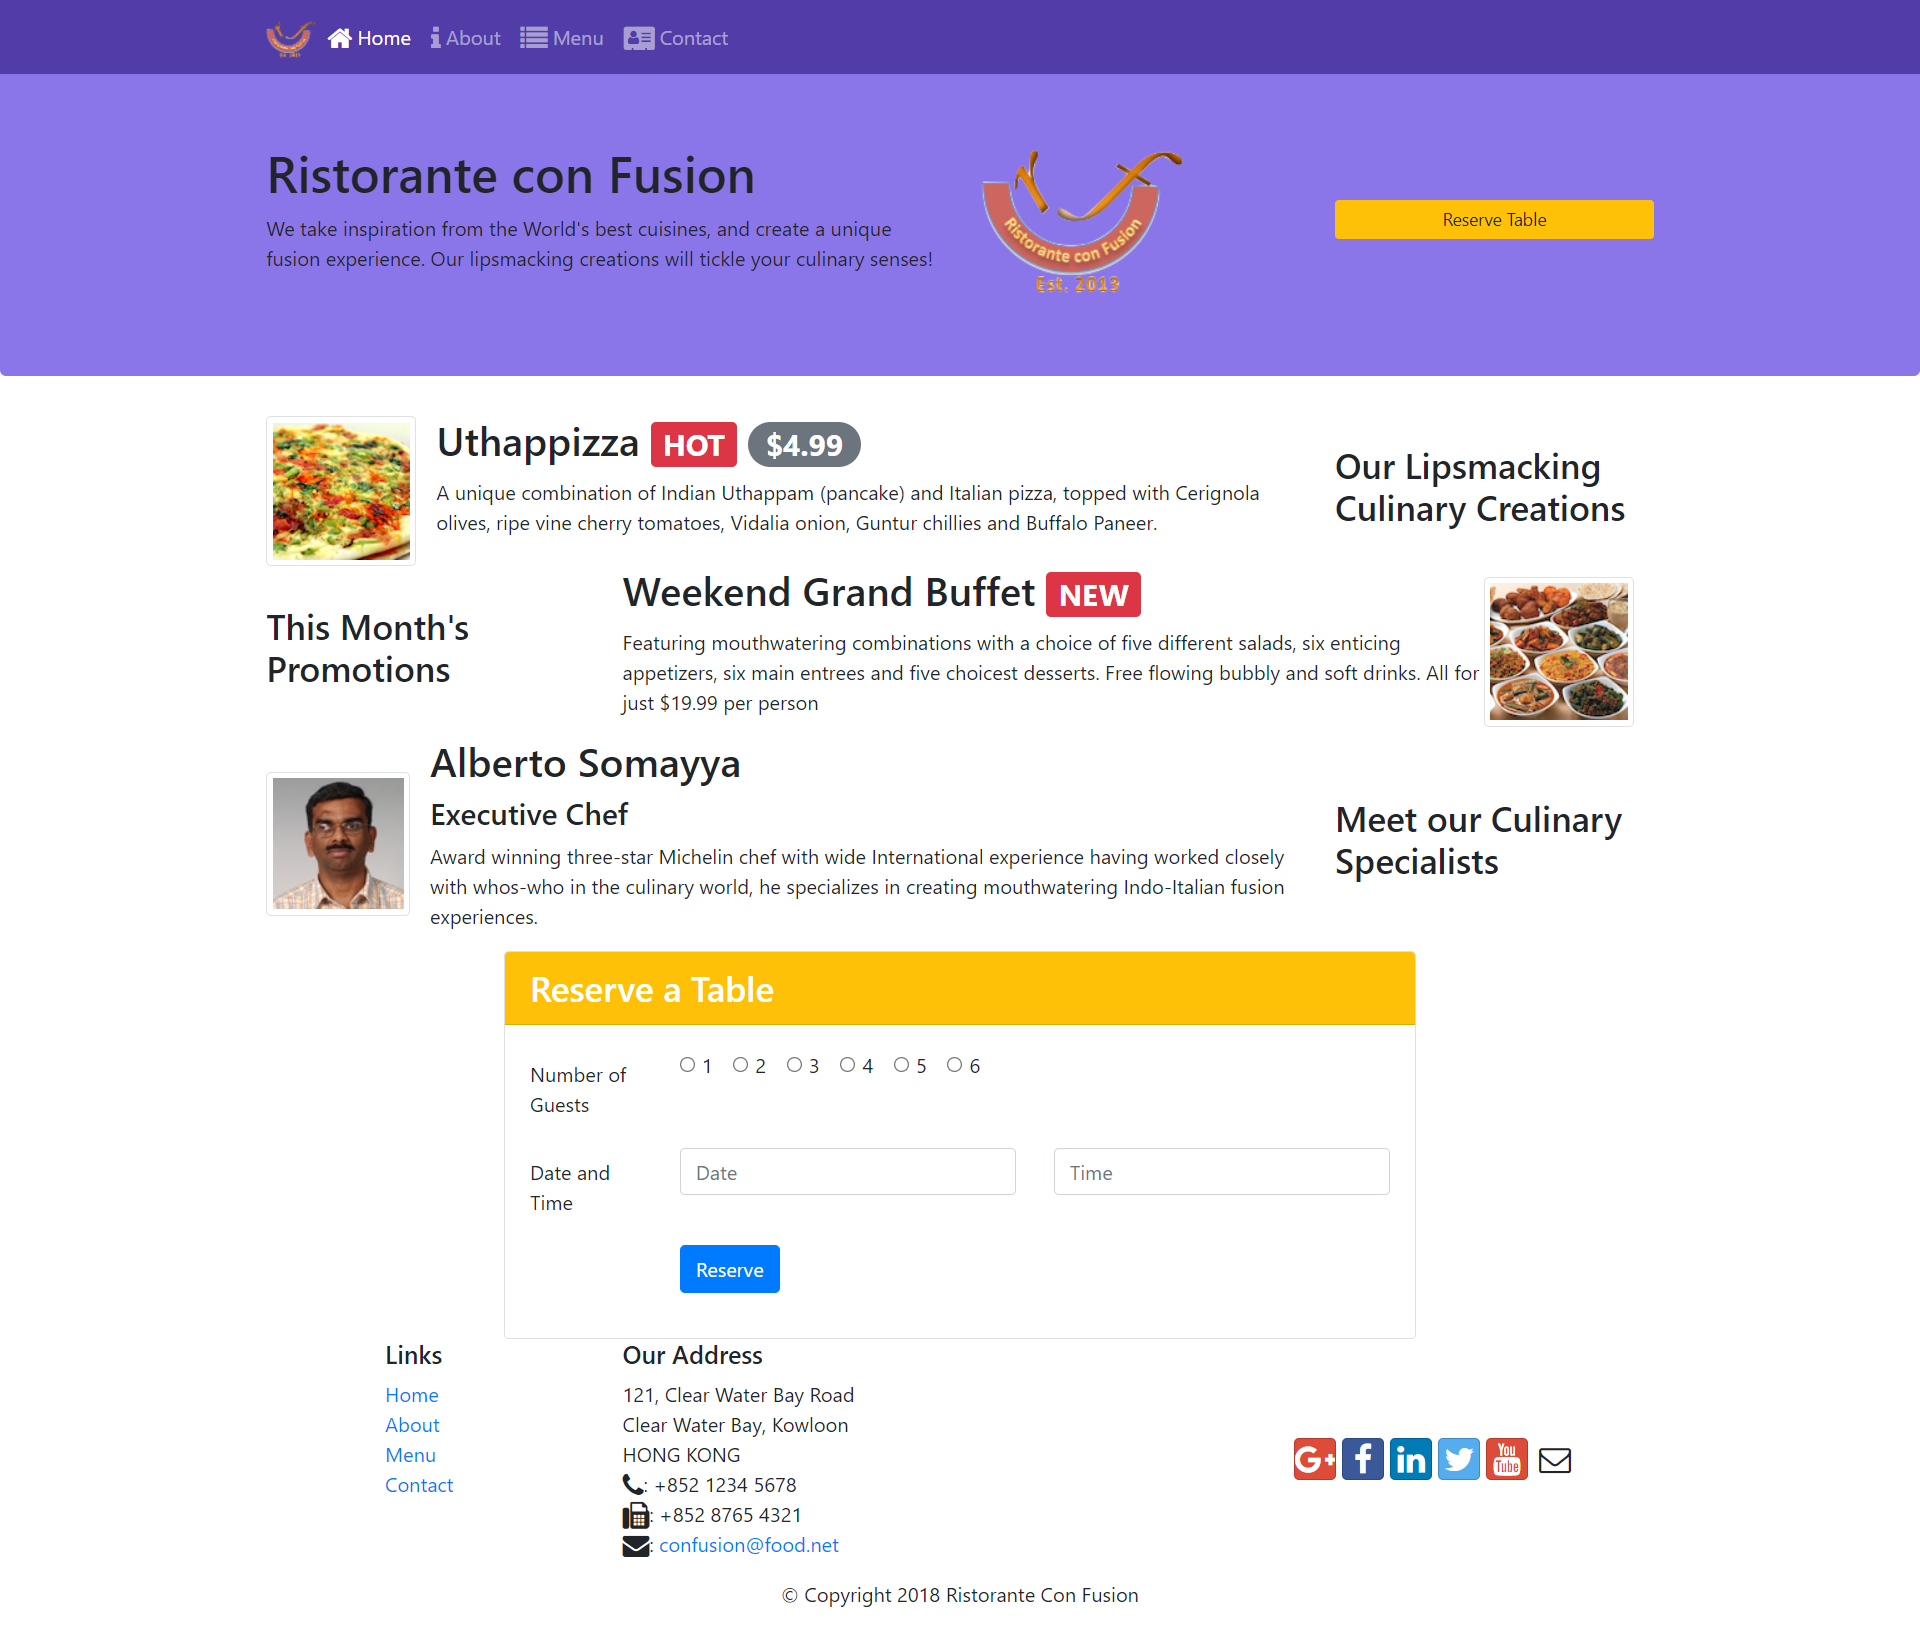 Home About Menu Contact
Ristorante con Fusion
We take inspiration from the World's best cuisines, and create a unique
fusion experience. Our lipsmacking creations will tickle your culinary senses!
Ristorante con Fusion
Est. 2013
Reserve Table
Uthappizza HOT $4.99
A unique combination of Indian Uthappam (pancake) and Italian pizza, topped with Cerignola
olives, ripe vine cherry tomatoes, Vidalia onion, Guntur chillies and Buffalo Paneer.
Our Lipsmacking
Culinary Creations
This Month's
Promotions
Weekend Grand Buffet NEW
Featuring mouthwatering combinations with a choice of five different salads, six enticing
appetizers, six main entrees and five choicest desserts. Free flowing bubbly and soft drinks. All for
just $19.99 per person
Alberto Somayya
Executive Chef
Award winning three-star Michelin chef with wide International experience having worked closely
with whos-who in the culinary world, he specializes in creating mouthwatering Indo-Italian fusion
experiences.
Meet our Culinary
Specialists
Reserve a Table
Number of
Guests
1 2 3 4 5 6
Date and
Time
Date
Time
Reserve
Links
Home
About
Menu
Contact
Our Address
121, Clear Water Bay Road
Clear Water Bay, Kowloon
HONG KONG
: +852 1234 5678
: +852 8765 4321
: confusion@food.net
G+ f in You
Tube
© Copyright 2018 Ristorante Con Fusion